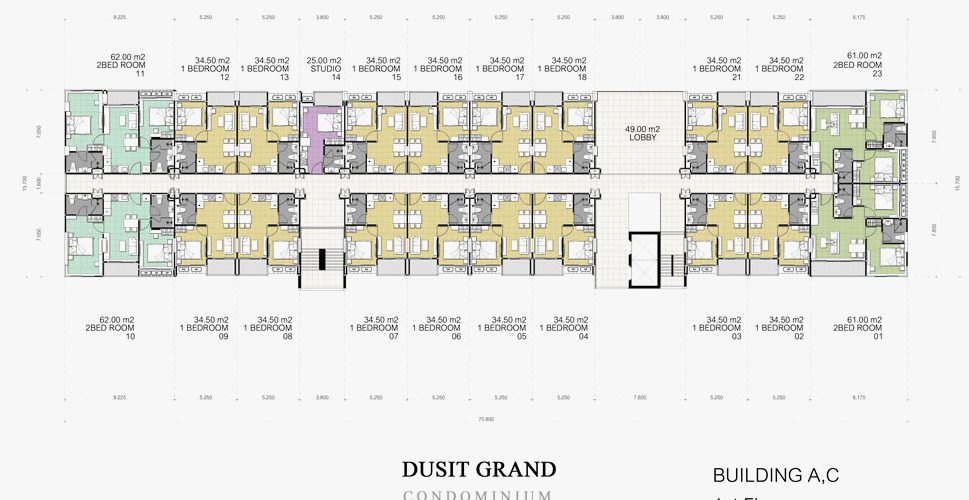 9.225 5.250 5.250 3.800 5.250 5.250 5.250 5.250 3.800 3.800 5.250 5.250 8.175
62.00 m2
2BED ROOM
11
34.50 m2
1 BEDROOM
12
34.50 m2
1 BEDROOM
13
25.00 m2
STUDIO
14
34.50 m2
1 BEDROOM
15
34.50 m2
1 BEDROOM
16
34.50 m2
1 BEDROOM
17
34.50 m2
1 BEDROOM
18
34.50 m2
1 BEDROOM
21
34.50 m2
1 BEDROOM
22
61.00 m2
2BED ROOM
23
49.00 m2
LOBBY
7.050
15.700
1.600
7.050
7.850
15.700
7.850
62.00 m2
2BED ROOM
10
34.50 m2
1 BEDROOM
09
34.50 m2
1 BEDROOM
08
34.50 m2
1 BEDROOM
07
34.50 m2
1 BEDROOM
06
34.50 m2
1 BEDROOM
05
34.50 m2
1 BEDROOM
04
34.50 m2
1 BEDROOM
03
34.50 m2
1 BEDROOM
02
61.00 m2
2BED ROOM
01
9.225 5.250 5.250 3.800 5.250 5.250 5.250 5.250 7.600 5.250 5.250 8.175
70.800
DUSIT GRAND
CONDOMINIUM
BUILDING A,C